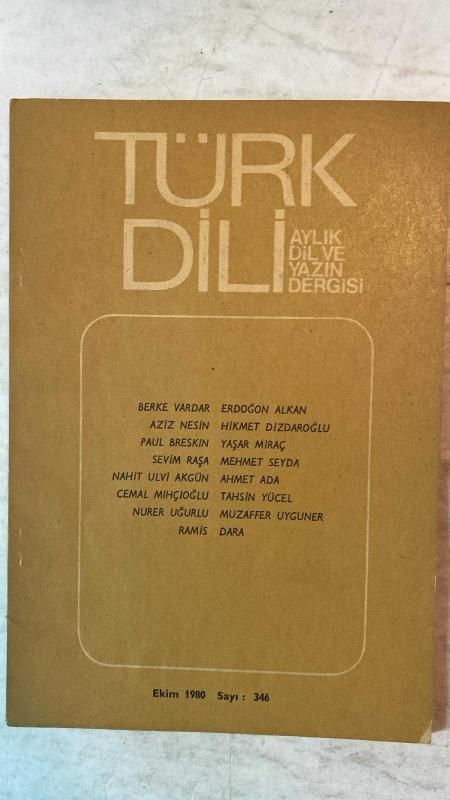 TÜRK
DİLİ
AYLIK
DİL VE
YAZIN
DERGİSİ
BERKE VARDAR ERDOĞON ALKAN
AZİZ NESİN HİKMET DİZDAROĞLU
PAUL BRESKIN YAŞAR MİRAÇ
SEVİM RAŞA MEHMET SEYDA
NAHİT ULVİ AKGÜN AHMET ADA
CEMAL MIHÇIOĞLU TAHSİN YÜCEL
NURER UĞURLU MUZAFFER UYGUNER
RAMİS DARA
Ekim 1980 Sayı : 346